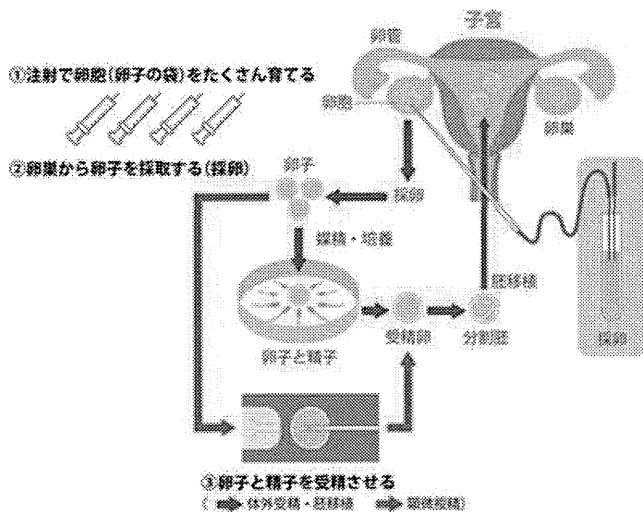 子宮
卵管
①注射で卵胞(卵子の袋)をたくさん育てる
卵胞
卵巣
②卵巣から卵子を採取する(採卵)
卵子
採卵
媒精・培養
胚移植
卵子と精子
受精卵
分割胚
採卵
③卵子と精子を受精させる
( 体外受精・胚移植 顕微授精)